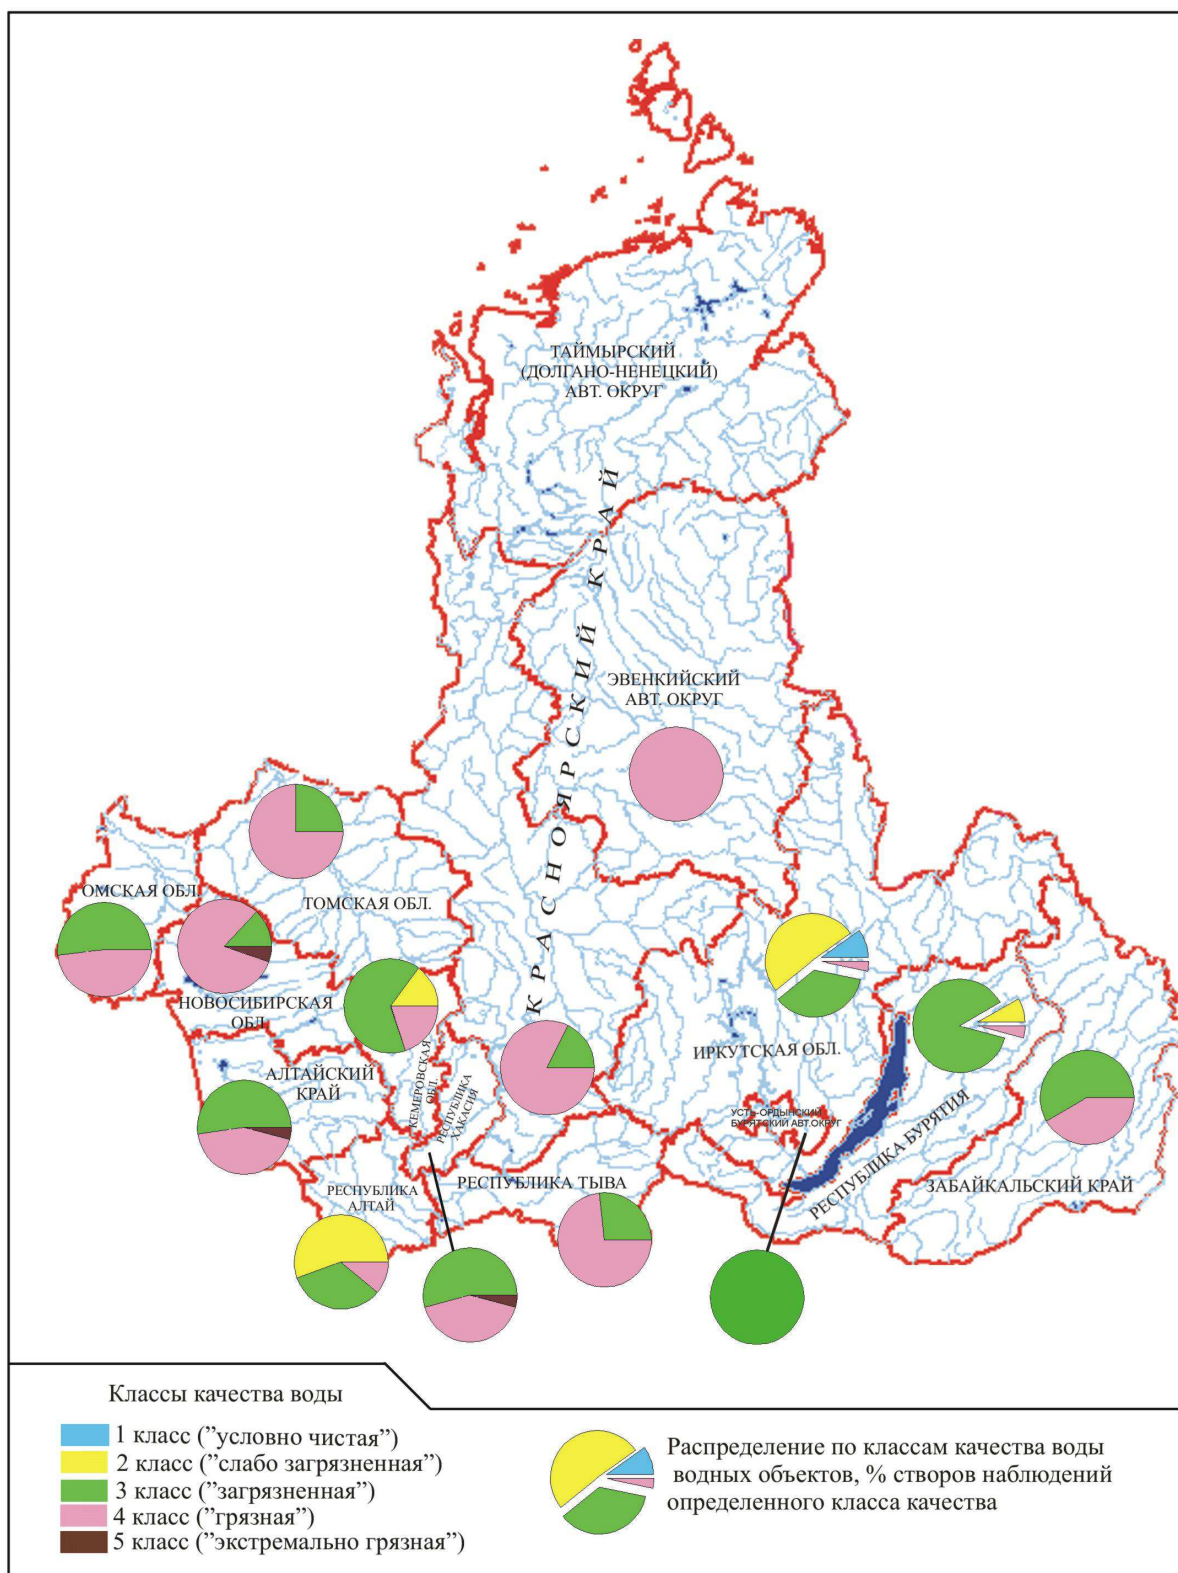 ТАЙМЫРСКИЙ
(ДОЛГАНО-НЕНЕЦКИЙ)
АВТ. ОКРУГ
КРАСНОЯРСКИЙ КРАЙ
ЭВЕНКИЙСКИЙ
АВТ. ОКРУГ
ОМСКАЯ ОБЛ.
ТОМСКАЯ ОБЛ.
НОВОСИБИРСКАЯ
ОБЛ.
АЛТАЙСКИЙ
КРАЙ
КЕМЕРОВСКАЯ
ОБЛ.
РЕСПУБЛИКА
ХАКАСИЯ
ИРКУТСКАЯ ОБЛ.
УСТЬ-ОРДЫНСКИЙ
БУРЯТСКИЙ АВТ.ОКРУГ
РЕСПУБЛИКА БУРЯТИЯ
ЗАБАЙКАЛЬСКИЙ КРАЙ
РЕСПУБЛИКА ТЫВА
РЕСПУБЛИКА
АЛТАЙ
Классы качества воды
1 класс (”условно чистая”)
2 класс (”слабо загрязненная”)
3 класс (”загрязненная”)
4 класс (”грязная”)
5 класс (”экстремально грязная”)
Распределение по классам качества воды
водных объектов, % створов наблюдений
определенного класса качества